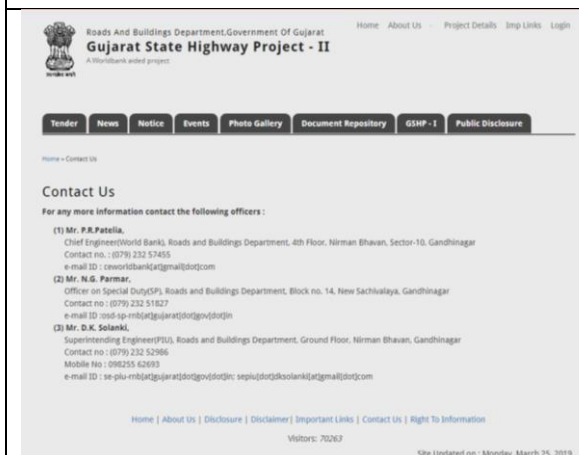 Home About Us Project Details Imp Links Login
Roads And Buildings Department.Government Of Gujarat
Gujarat State Highway Project - II
A Worldbank aided project
Tender News Notice Events Photo Gallery Document Repository GSHP - I Public Disclosure
Home » Contact Us
Contact Us
For any more information contact the following officers :
(1) Mr. P.R.Patelia,
Chief Engineer(World Bank), Roads and Buildings Department, 4th Floor, Nirman Bhavan, Sector-10, Gandhinagar
Contact no. : (079) 232 57455
e-mail ID : ceworldbank[at]gmail[dot]com
(2) Mr. N.G. Parmar,
Officer on Special Duty(SP), Roads and Buildings Department, Block no. 14, New Sachivalaya, Gandhinagar
Contact no : (079) 232 51827
e-mail ID :osd-sp-rnb[at]gujarat[dot]gov[dot]in
(3) Mr. D.K. Solanki,
Superintending Engineer(PIU), Roads and Buildings Department, Ground Floor, Nirman Bhavan, Gandhinagar
Contact no : (079) 232 52986
Mobile No : 098255 62693
e-mail ID : se-piu-rnb[at]gujarat[dot]gov[dot]in; sepiu[dot]dksolanki[at]gmail[dot]com
Home | About Us | Disclosure | Disclaimer| Important Links | Contact Us | Right To Information
Visitors: 70263
Site Updated on : Monday, March 25, 2019